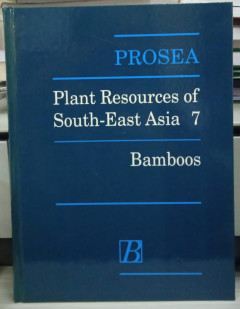 PROSEA
Plant Resources of
South-East Asia 7
Bamboos
B